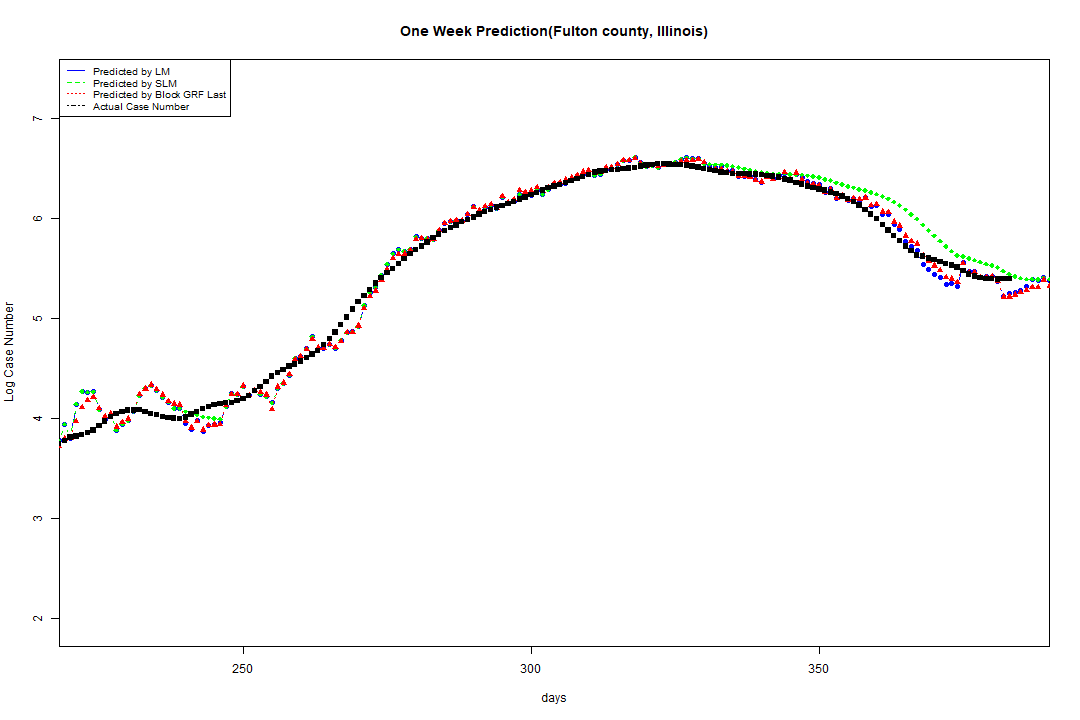 One Week Prediction(Fulton county, Illinois)
Predicted by LM
Predicted by SLM
Predicted by Block GRF Last
Actual Case Number
7
6
5
4
3
2
Log Case Number
250 300 350
days